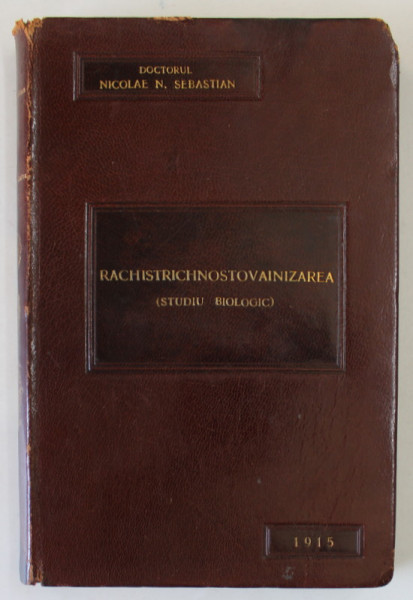 DOCTORUL
NICOLAE N. SEBASTIAN
RACHISTRICHNOSTOVAINIZAREA
(STUDIU BIOLOGIC)
1915